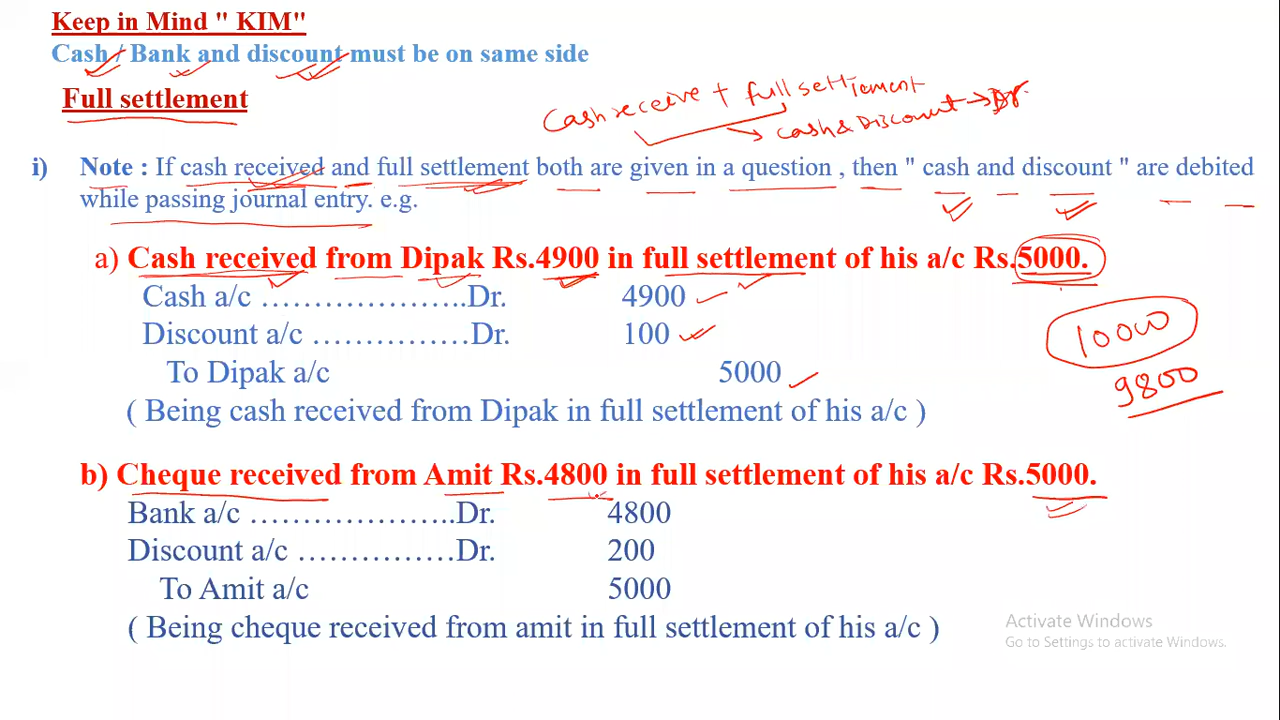 Keep in Mind " KIM"
Cash / Bank and discount must be on same side
Full settlement
Cash receive + full settlement
→ cash & Discount → Dr.
i) Note : If cash received and full settlement both are given in a question , then " cash and discount " are debited
while passing journal entry. e.g.
a) Cash received from Dipak Rs.4900 in full settlement of his a/c Rs.5000.
Cash a/c ………………….Dr. 4900
Discount a/c ……………Dr. 100
To Dipak a/c 5000
( Being cash received from Dipak in full settlement of his a/c )
10000
9800
b) Cheque received from Amit Rs.4800 in full settlement of his a/c Rs.5000.
Bank a/c ………………….Dr. 4800
Discount a/c ……………Dr. 200
To Amit a/c 5000
( Being cheque received from amit in full settlement of his a/c )
Activate Windows
Go to Settings to activate Windows.